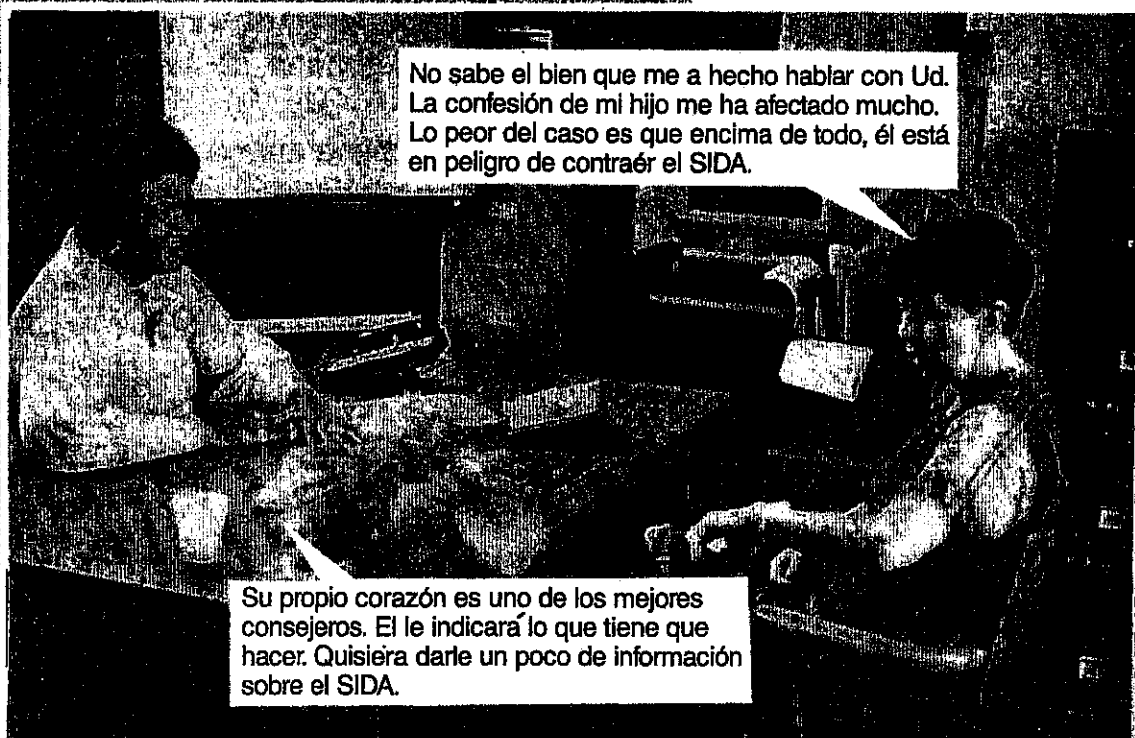 No sabe el bien que me a hecho hablar con Ud.
La confesión de mi hijo me ha afectado mucho.
Lo peor del caso es que encima de todo, él está
en peligro de contraér el SIDA.
Su propio corazón es uno de los mejores
consejeros. El le indicará lo que tiene que
hacer. Quisiera darle un poco de información
sobre el SIDA.